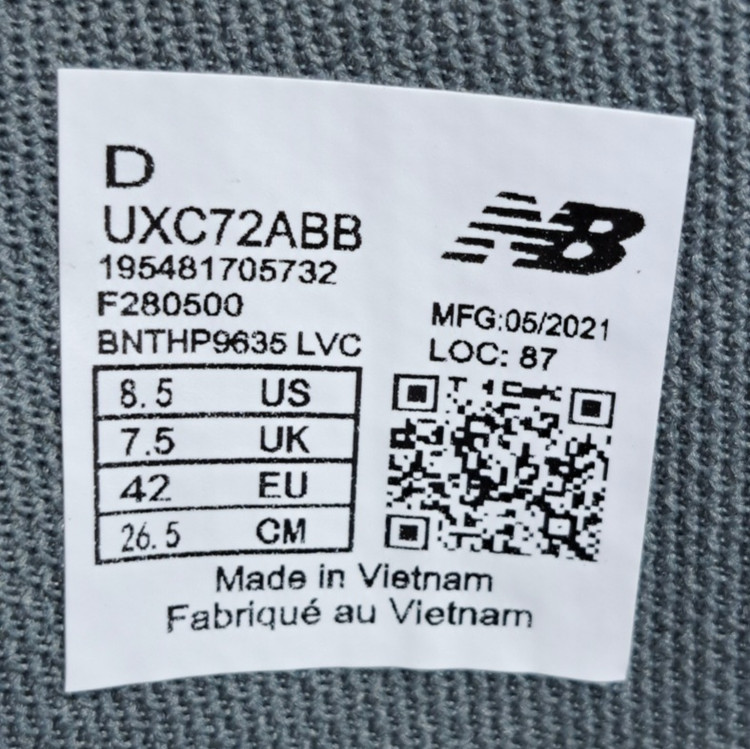 D
UXC72ABB
195481705732
F280500
BNTHP9635 LVC
8.5 US
7.5 UK
42 EU
26.5 CM
NB
MFG:05/2021
LOC: 87
Made in Vietnam
Fabriqué au Vietnam